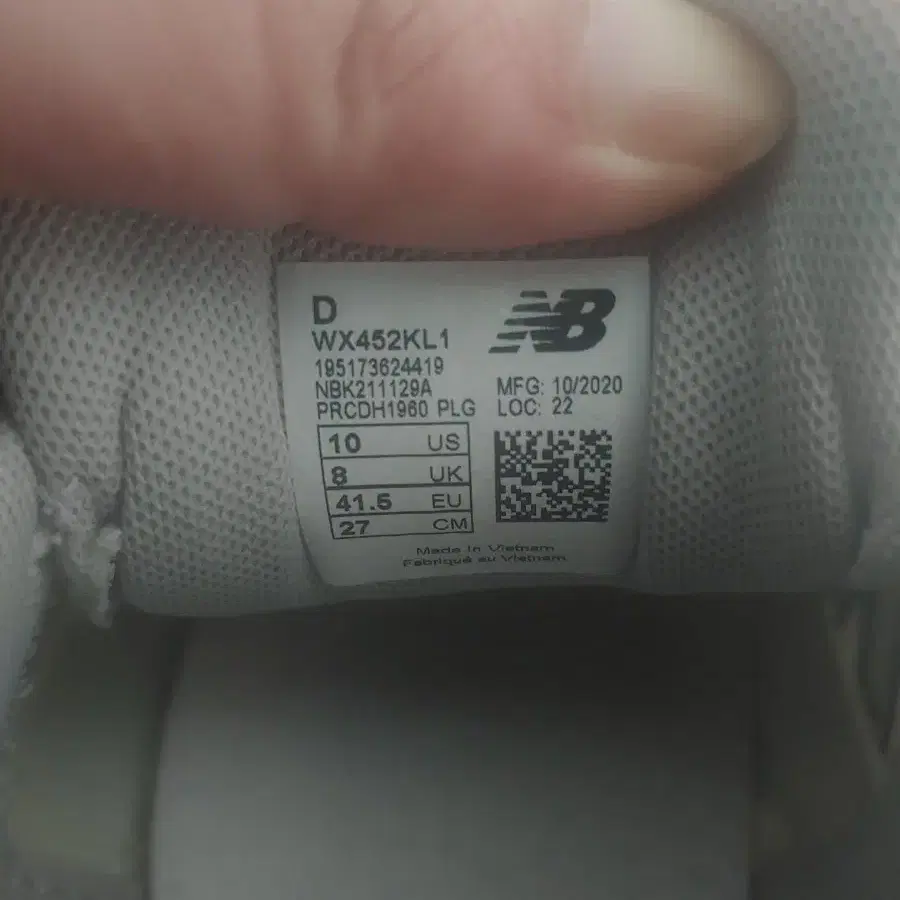 D
WX452KL1
195173624419
NBK211129A
PRCDH1960 PLG
NB
MFG: 10/2020
LOC: 22
10 US
8 UK
41.5 EU
27 CM
Made in Vietnam
Fabriqué au Vietnam